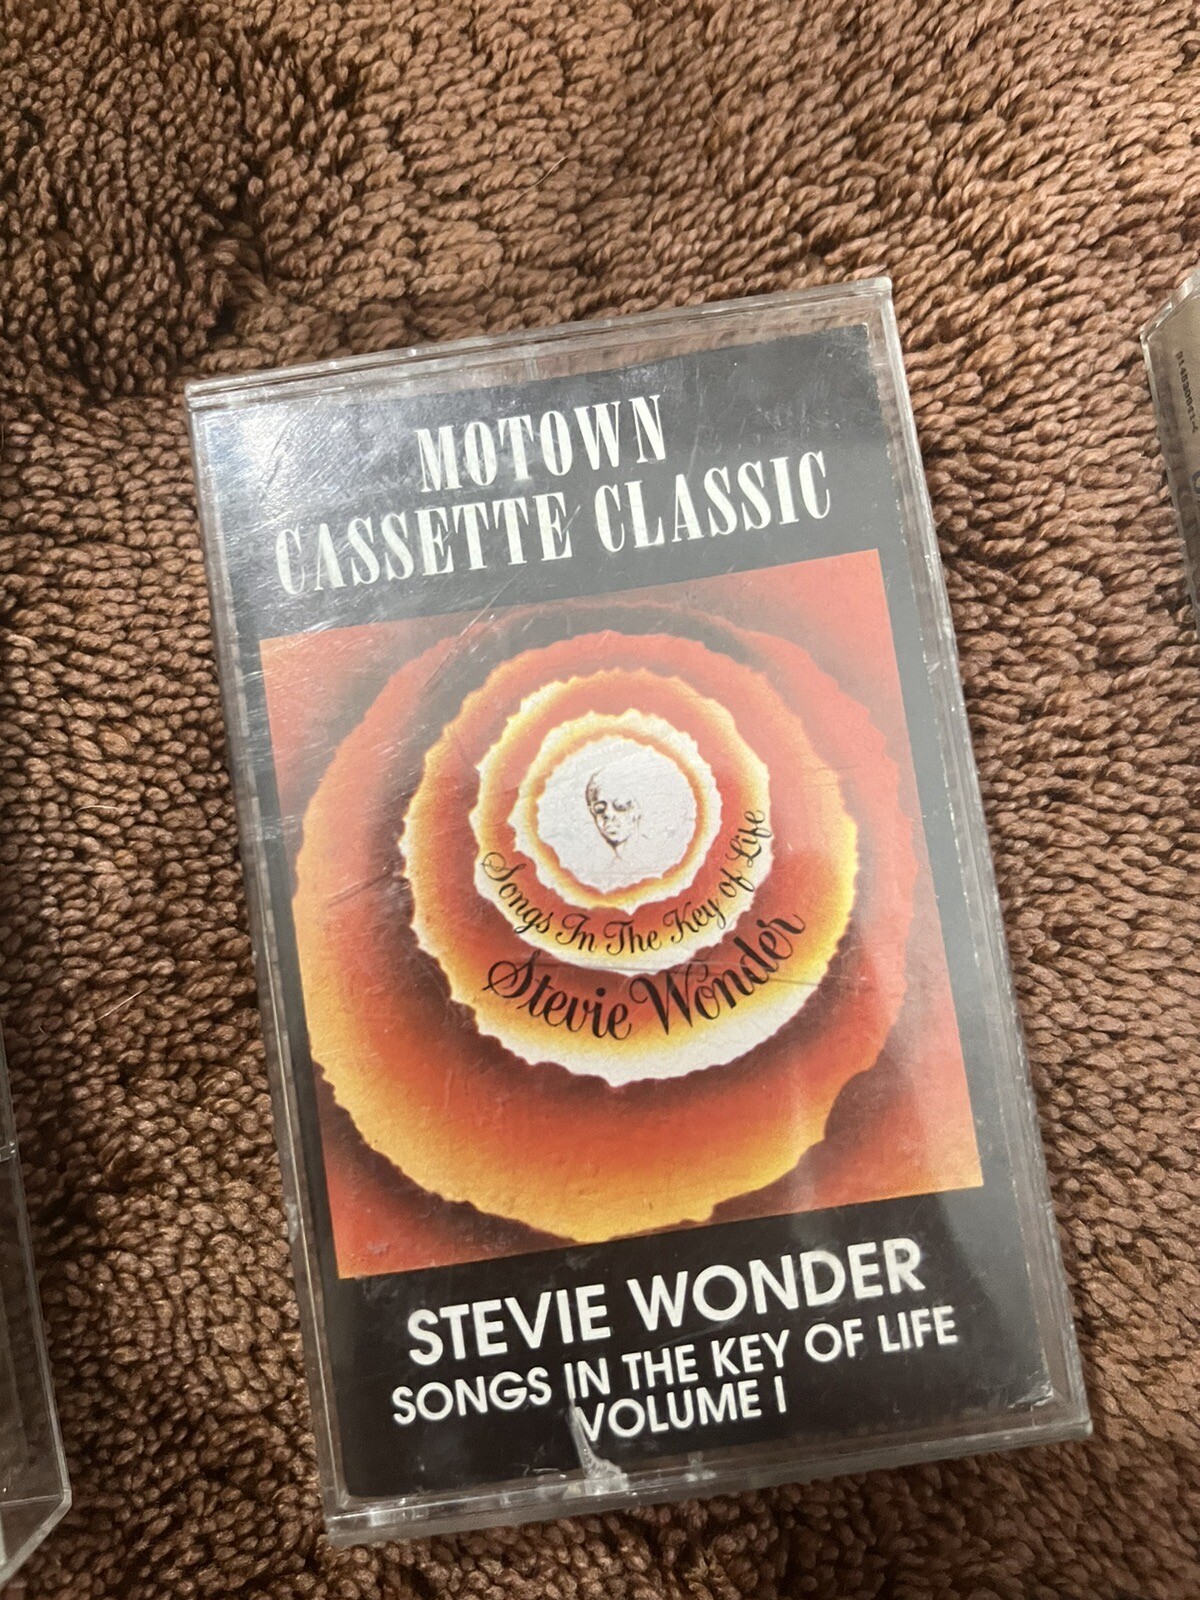 MOTOWN
CASSETTE CLASSIC
Songs In The Key of Life
Stevie Wonder
STEVIE WONDER
SONGS IN THE KEY OF LIFE
VOLUME I